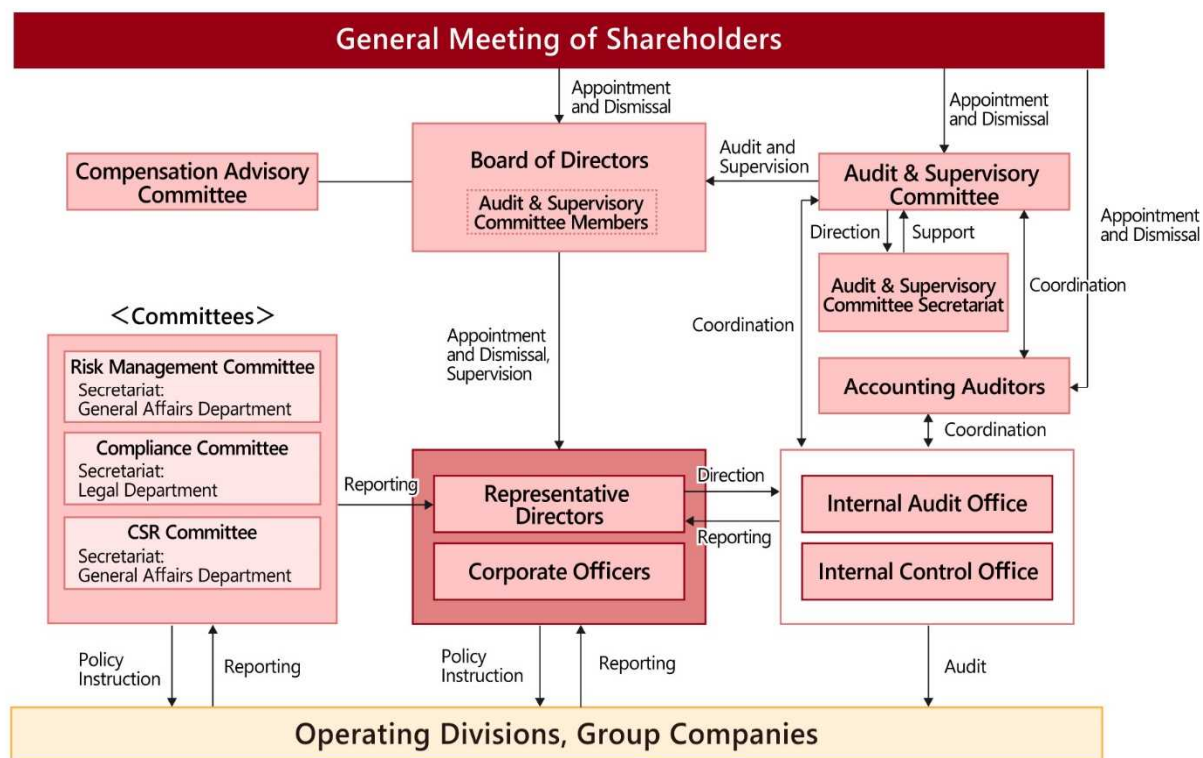 General Meeting of Shareholders
Appointment
and Dismissal
Appointment
and Dismissal
Appointment
and Dismissal
Compensation Advisory
Committee
Board of Directors
Audit & Supervisory
Committee Members
Audit and
Supervision
Audit & Supervisory
Committee
Direction
Support
Audit & Supervisory
Committee Secretariat
Coordination
Coordination
Accounting Auditors
Coordination
Appointment
and Dismissal,
Supervision
<Committees>
Risk Management Committee
Secretariat:
General Affairs Department
Compliance Committee
Secretariat:
Legal Department
CSR Committee
Secretariat:
General Affairs Department
Reporting
Representative
Directors
Corporate Officers
Direction
Reporting
Internal Audit Office
Internal Control Office
Policy
Instruction
Reporting
Policy
Instruction
Reporting
Audit
Operating Divisions, Group Companies